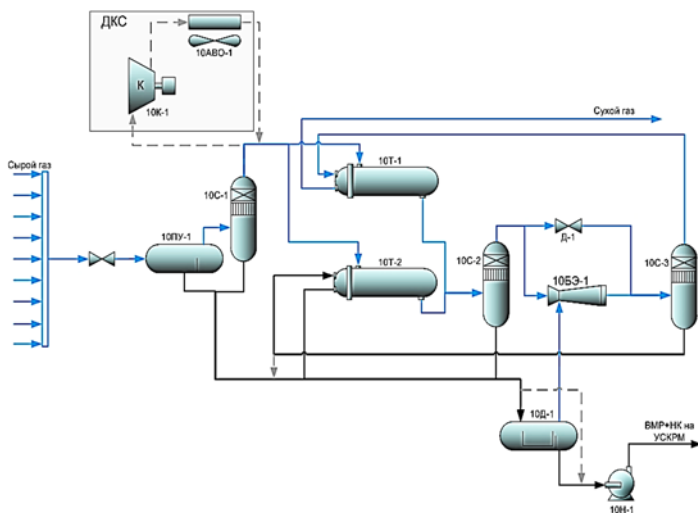 ДКС
10АВО-1
К
10К-1
Сухой газ
Сырой газ
10С-1
10Т-1
10ПУ-1
Д-1
10С-2
10С-3
10Т-2
10БЭ-1
10Д-1
ВМР+НК на
УСКРМ
10Н-1